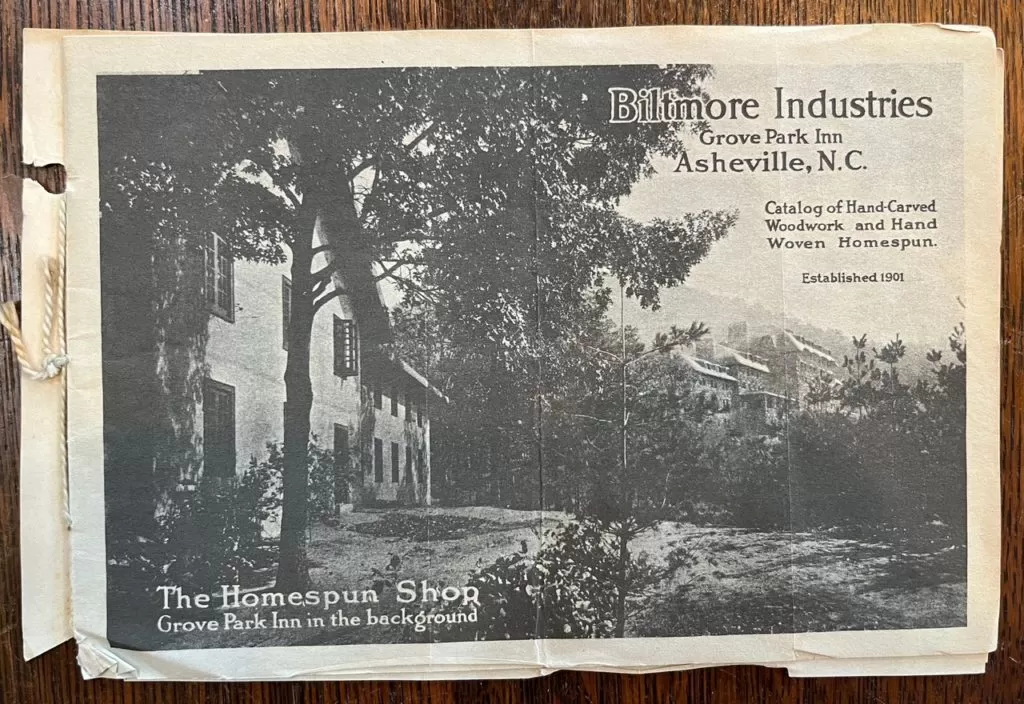 Biltmore Industries
Grove Park Inn
Asheville, N.C.
Catalog of Hand-Carved
Woodwork and Hand
Woven Homespun.
Established 1901
The Homespun Shop
Grove Park Inn in the background